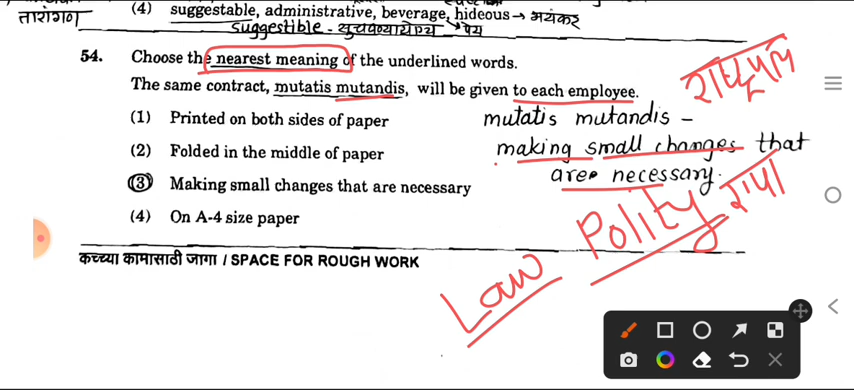 (4) suggestable, administrative, beverage, hideous → भयंकर
तारांगण
suggestible - सुचवण्यायोग्य पेय
54. Choose the nearest meaning of the underlined words.
The same contract, mutatis mutandis, will be given to each employee.
राष्ट्रपती
(1) Printed on both sides of paper
mutatis mutandis -
(2) Folded in the middle of paper
making small changes that
(3) Making small changes that are necessary
are necessary.
(4) On A-4 size paper
Law Polity
कच्च्या कामासाठी जागा / SPACE FOR ROUGH WORK